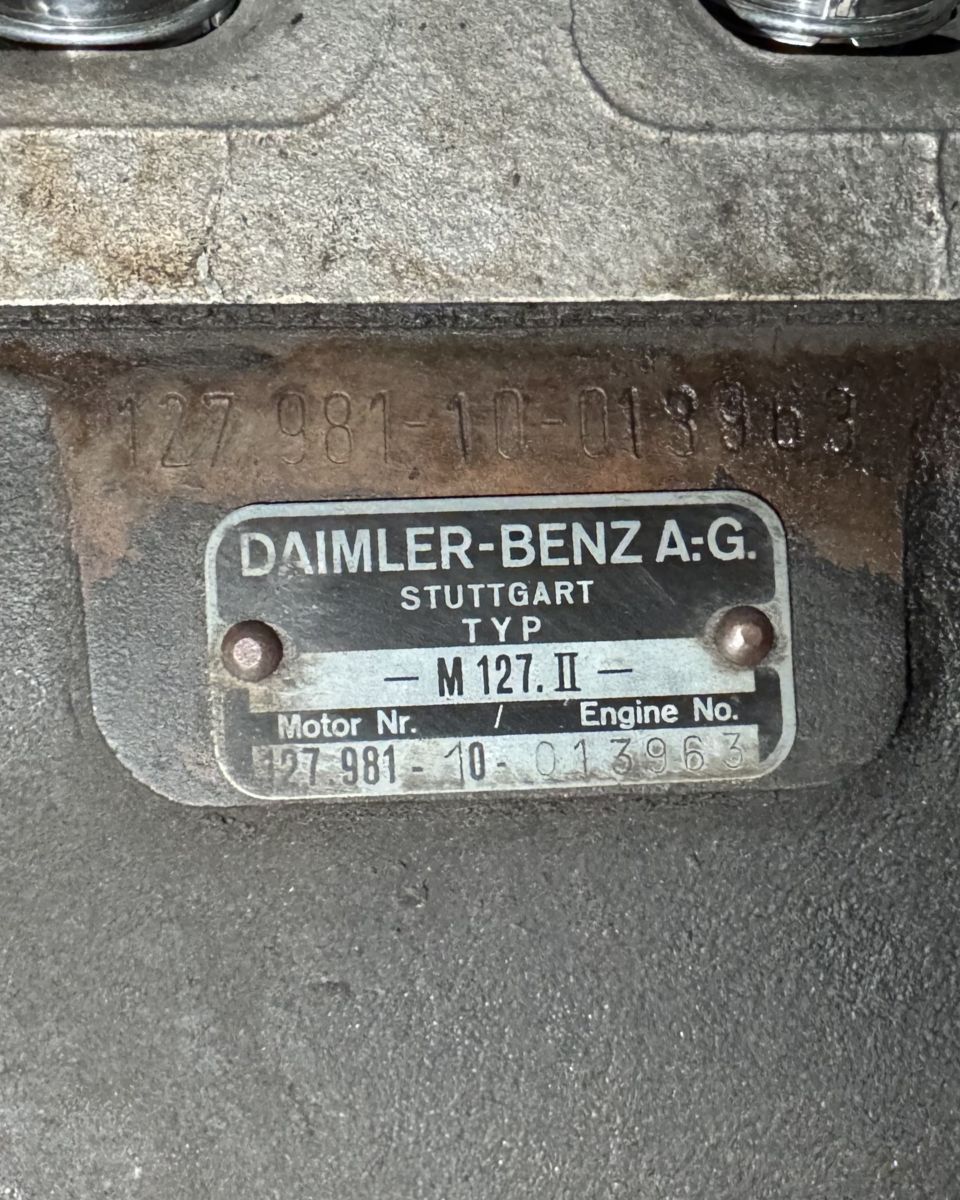 127.981-10-013963
DAIMLER-BENZ A.-G.
STUTTGART
TYP
— M 127. II —
Motor Nr. / Engine No.
127.981-10-013963